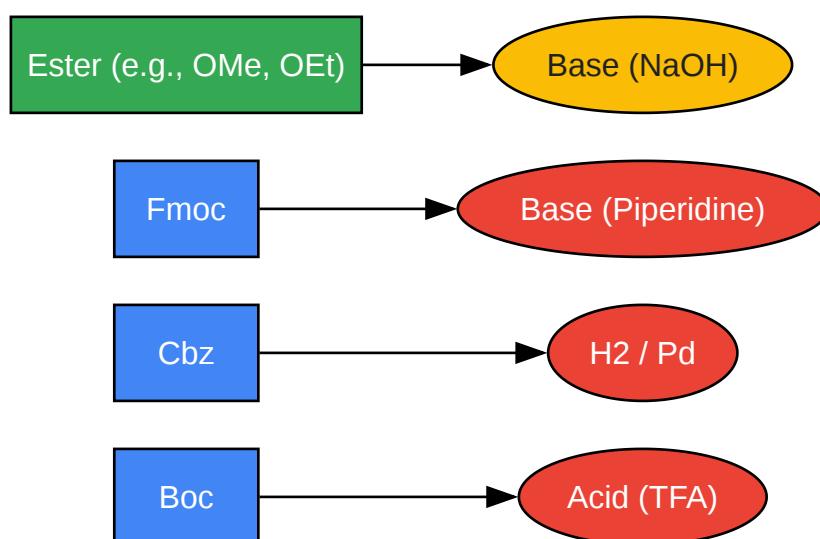 Ester (e.g., OMe, OEt)
Base (NaOH)
Fmoc
Base (Piperidine)
Cbz
H2 / Pd
Boc
Acid (TFA)